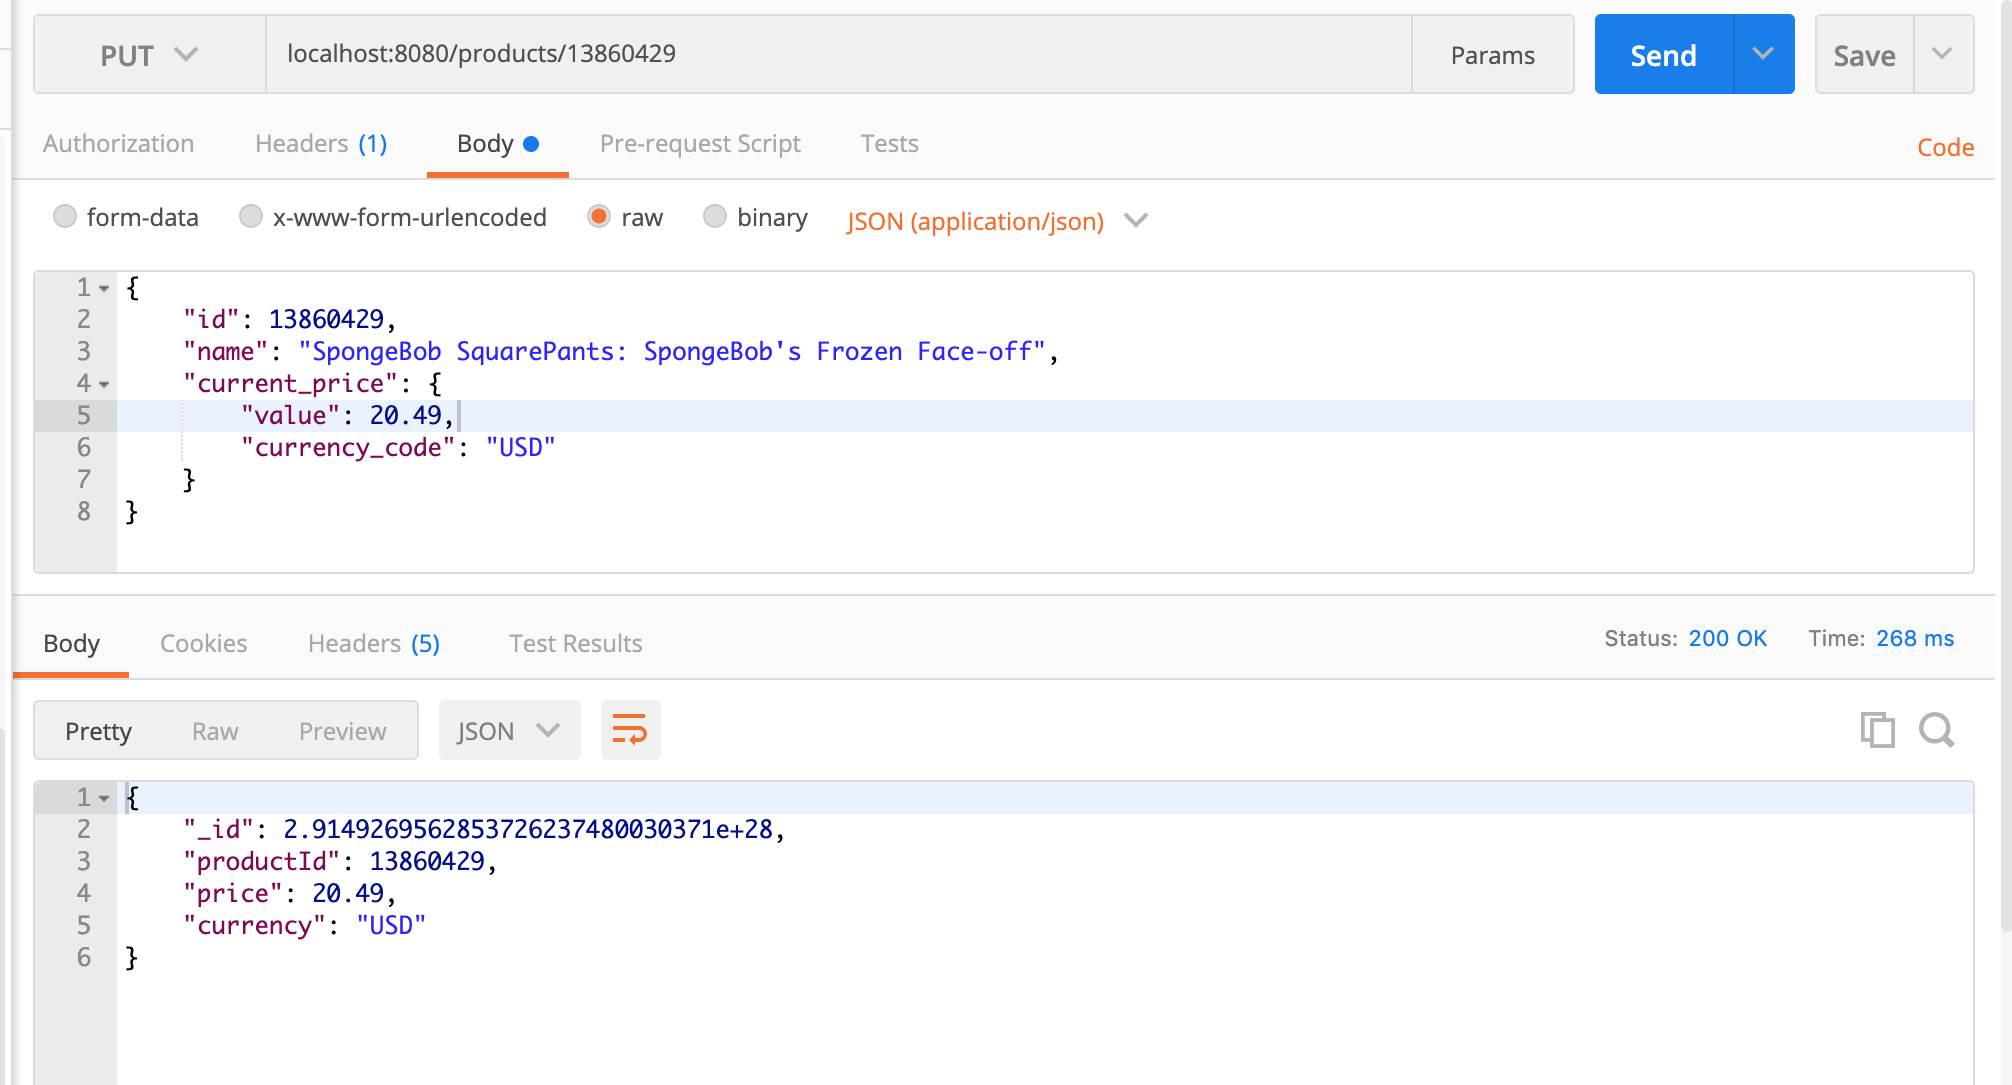 PUT localhost:8080/products/13860429 Params Send Save
Authorization Headers (1) Body Pre-request Script Tests Code
form-data x-www-form-urlencoded raw binary JSON (application/json)
1 {
2 "id": 13860429,
3 "name": "SpongeBob SquarePants: SpongeBob's Frozen Face-off",
4 "current_price": {
5 "value": 20.49,
6 "currency_code": "USD"
7 }
8 }
Body Cookies Headers (5) Test Results Status: 200 OK Time: 268 ms
Pretty Raw Preview JSON
1 {
2 "_id": 2.9149269562853726237480030371e+28,
3 "productId": 13860429,
4 "price": 20.49,
5 "currency": "USD"
6 }